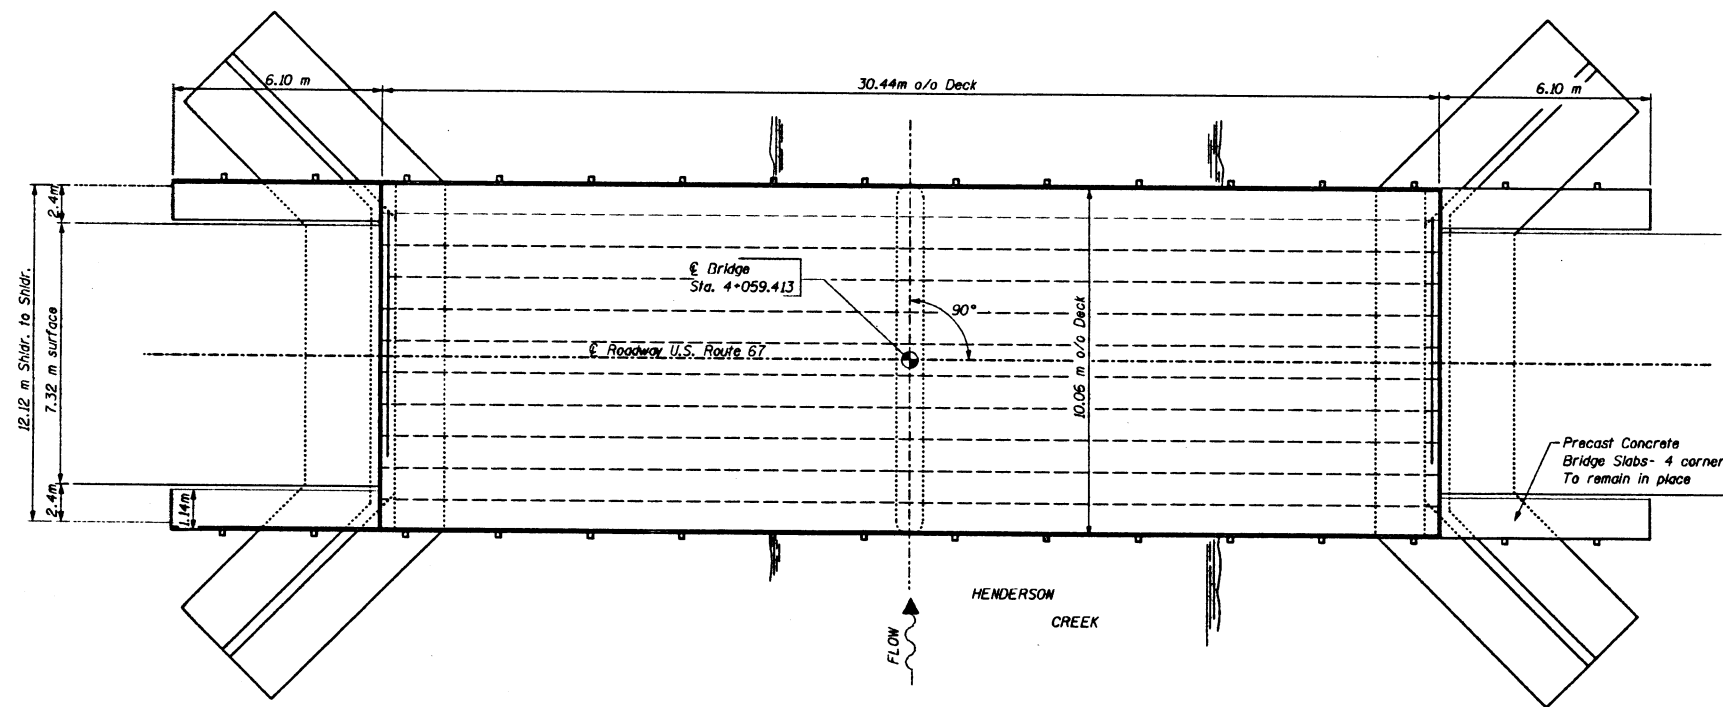 6.10 m
30.44m o/o Deck
6.10 m
2.4m
12.12 m Shldr. to Shldr.
7.32 m surface
2.4m
1.14m
℄ Bridge
Sta. 4+059.413
90°
℄ Roadway U.S. Route 67
10.06 m o/o Deck
Precast Concrete
Bridge Slabs- 4 corner
To remain in place
HENDERSON
CREEK
FLOW